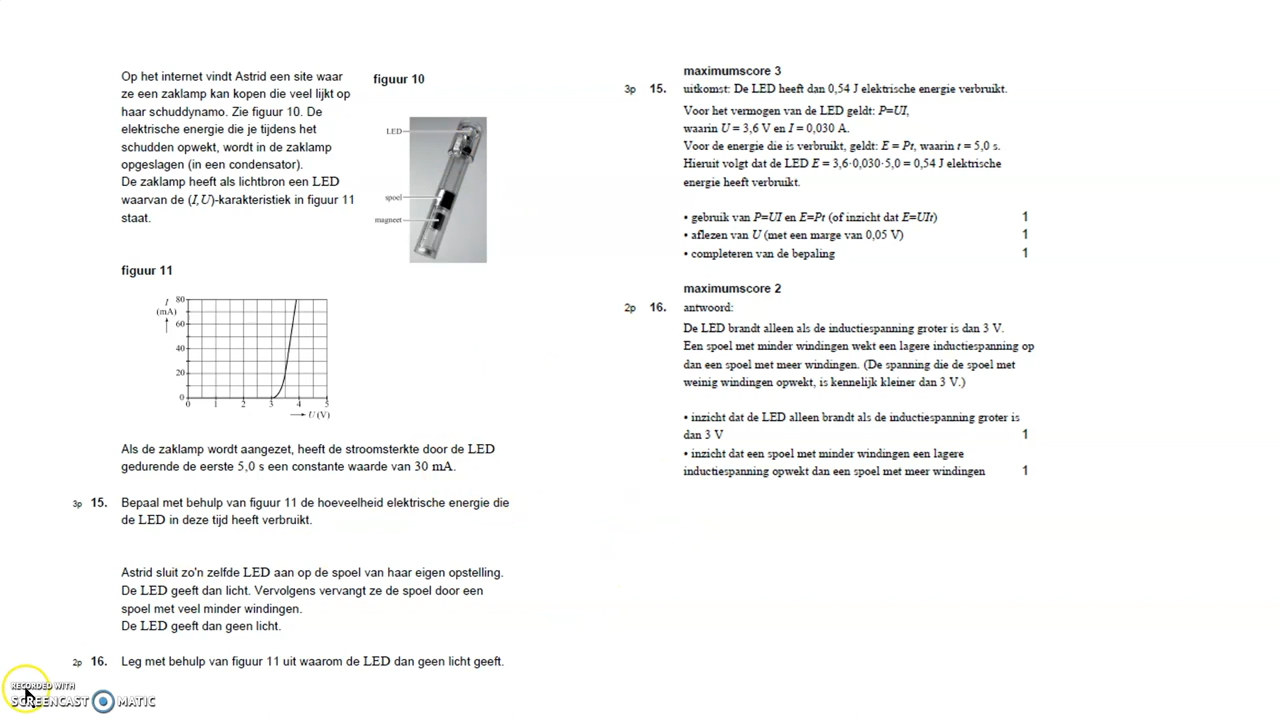 Op het internet vindt Astrid een site waar
ze een zaklamp kan kopen die veel lijkt op
haar schuddynamo. Zie figuur 10. De
elektrische energie die je tijdens het
schudden opwekt, wordt in de zaklamp
opgeslagen (in een condensator).
De zaklamp heeft als lichtbron een LED
waarvan de (I,U)-karakteristiek in figuur 11
staat.
figuur 10
LED
spoel
magneet
figuur 11
I
(mA)
80
60
40
20
0
0 1 2 3 4 5
U (V)
Als de zaklamp wordt aangezet, heeft de stroomsterkte door de LED
gedurende de eerste 5,0 s een constante waarde van 30 mA.
3p 15. Bepaal met behulp van figuur 11 de hoeveelheid elektrische energie die
de LED in deze tijd heeft verbruikt.
Astrid sluit zo'n zelfde LED aan op de spoel van haar eigen opstelling.
De LED geeft dan licht. Vervolgens vervangt ze de spoel door een
spoel met veel minder windingen.
De LED geeft dan geen licht.
2p 16. Leg met behulp van figuur 11 uit waarom de LED dan geen licht geeft.
maximumscore 3
3p 15. uitkomst: De LED heeft dan 0,54 J elektrische energie verbruikt.
Voor het vermogen van de LED geldt: P=UI,
waarin U = 3,6 V en I = 0,030 A.
Voor de energie die is verbruikt, geldt: E = Pt, waarin t = 5,0 s.
Hieruit volgt dat de LED E = 3,6·0,030·5,0 = 0,54 J elektrische
energie heeft verbruikt.
• gebruik van P=UI en E=Pt (of inzicht dat E=UIt) 1
• aflezen van U (met een marge van 0,05 V) 1
• completeren van de bepaling 1
maximumscore 2
2p 16. antwoord:
De LED brandt alleen als de inductiespanning groter is dan 3 V.
Een spoel met minder windingen wekt een lagere inductiespanning op
dan een spoel met meer windingen. (De spanning die de spoel met
weinig windingen opwekt, is kennelijk kleiner dan 3 V.)
• inzicht dat de LED alleen brandt als de inductiespanning groter is
dan 3 V 1
• inzicht dat een spoel met minder windingen een lagere
inductiespanning opwekt dan een spoel met meer windingen 1
RECORDED WITH
SCREENCAST MATIC